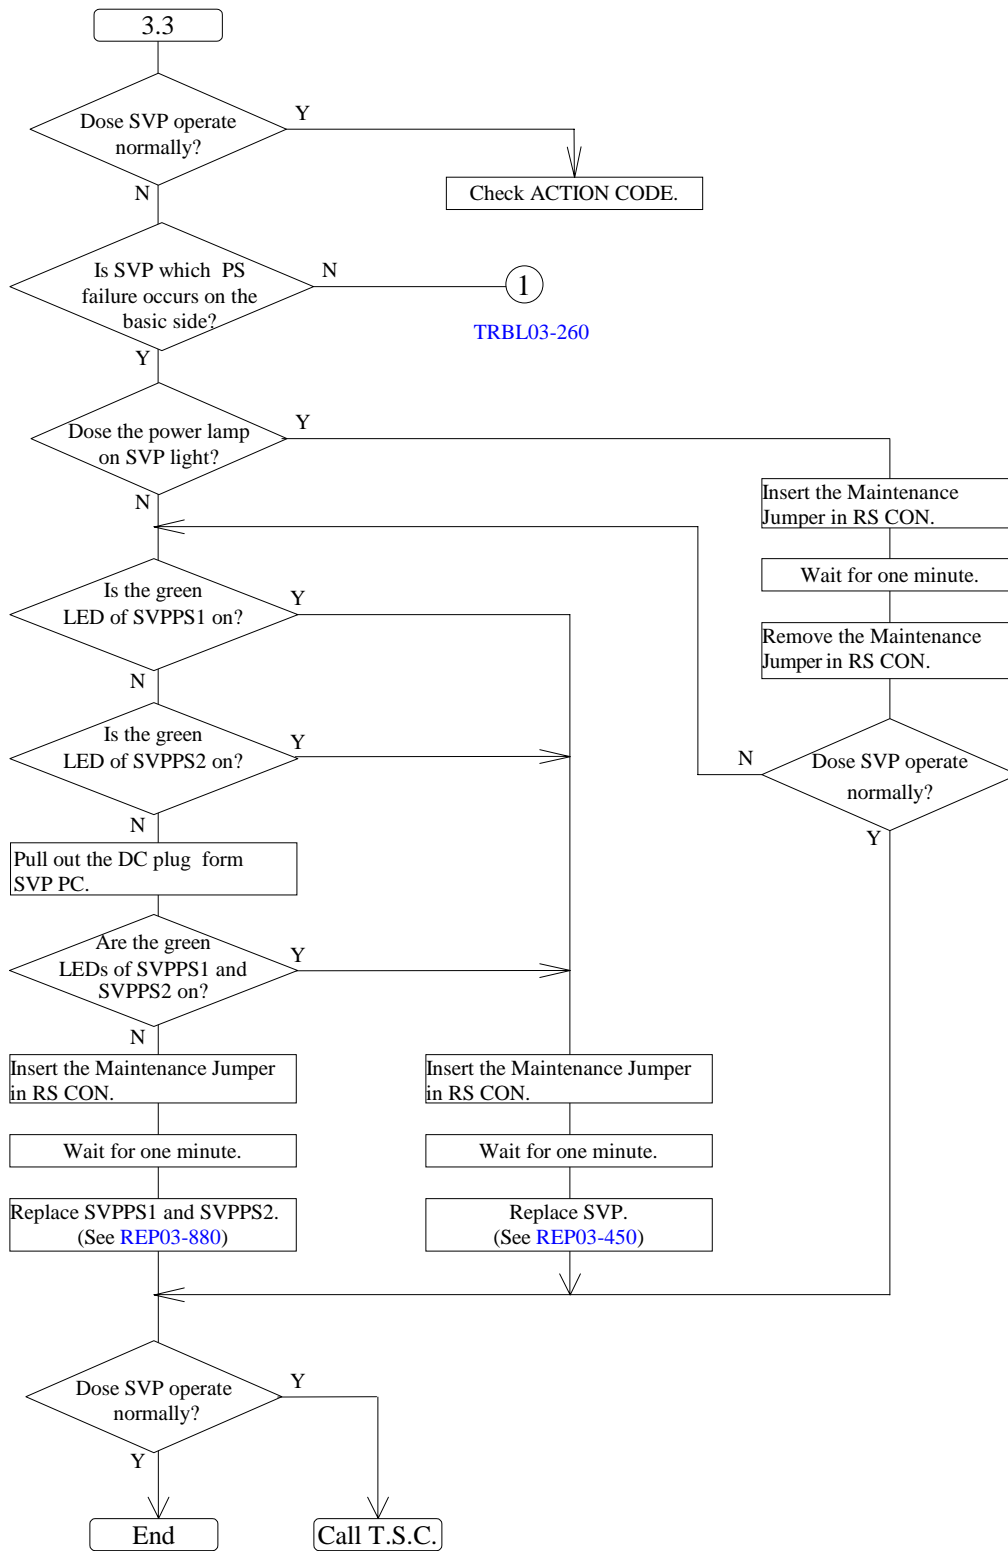 3.3
Dose SVP operate
normally?
Y
N
Check ACTION CODE.
Is SVP which PS
failure occurs on the
basic side?
N
Y
1
TRBL03-260
Dose the power lamp
on SVP light?
Y
N
Insert the Maintenance
Jumper in RS CON.
Wait for one minute.
Remove the Maintenance
Jumper in RS CON.
Dose SVP operate
normally?
N
Y
Is the green
LED of SVPPS1 on?
Y
N
Is the green
LED of SVPPS2 on?
Y
N
Pull out the DC plug form
SVP PC.
Are the green
LEDs of SVPPS1 and
SVPPS2 on?
Y
N
Insert the Maintenance Jumper
in RS CON.
Wait for one minute.
Replace SVPPS1 and SVPPS2.
(See REP03-880)
Insert the Maintenance Jumper
in RS CON.
Wait for one minute.
Replace SVP.
(See REP03-450)
Dose SVP operate
normally?
Y
Y
End
Call T.S.C.